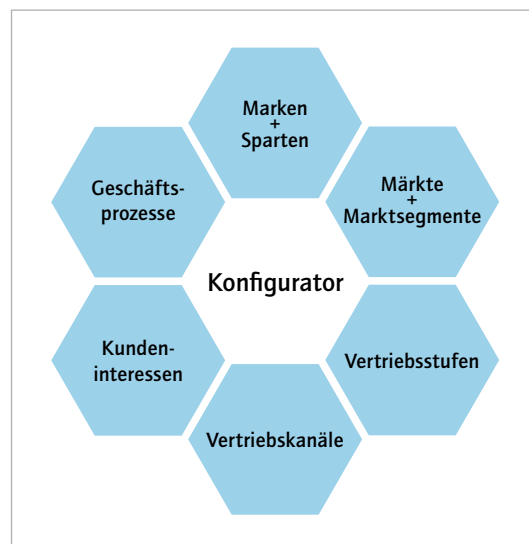 Marken
+
Sparten
Geschäfts-
prozesse
Märkte
+
Marktsegmente
Konfigurator
Kunden-
interessen
Vertriebsstufen
Vertriebskanäle